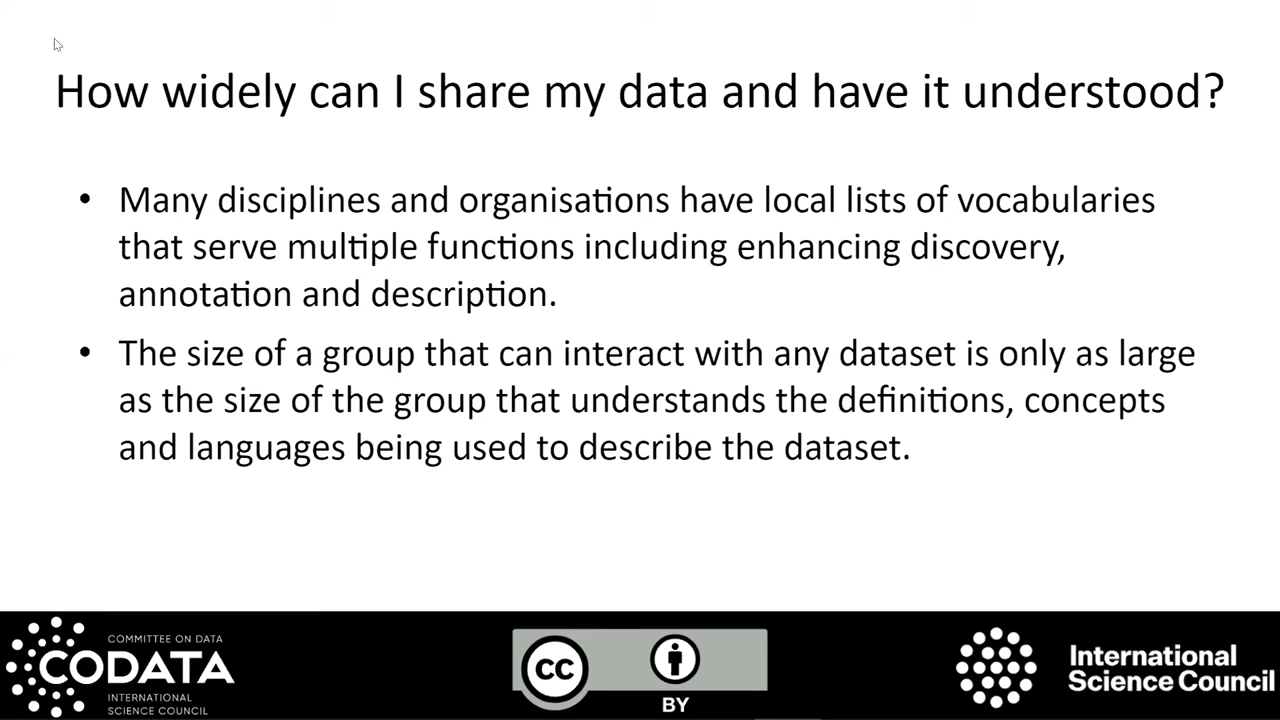 How widely can I share my data and have it understood?
• Many disciplines and organisations have local lists of vocabularies
that serve multiple functions including enhancing discovery,
annotation and description.
• The size of a group that can interact with any dataset is only as large
as the size of the group that understands the definitions, concepts
and languages being used to describe the dataset.
COMMITTEE ON DATA
CODATA
INTERNATIONAL
SCIENCE COUNCIL
CC
BY
International
Science Council